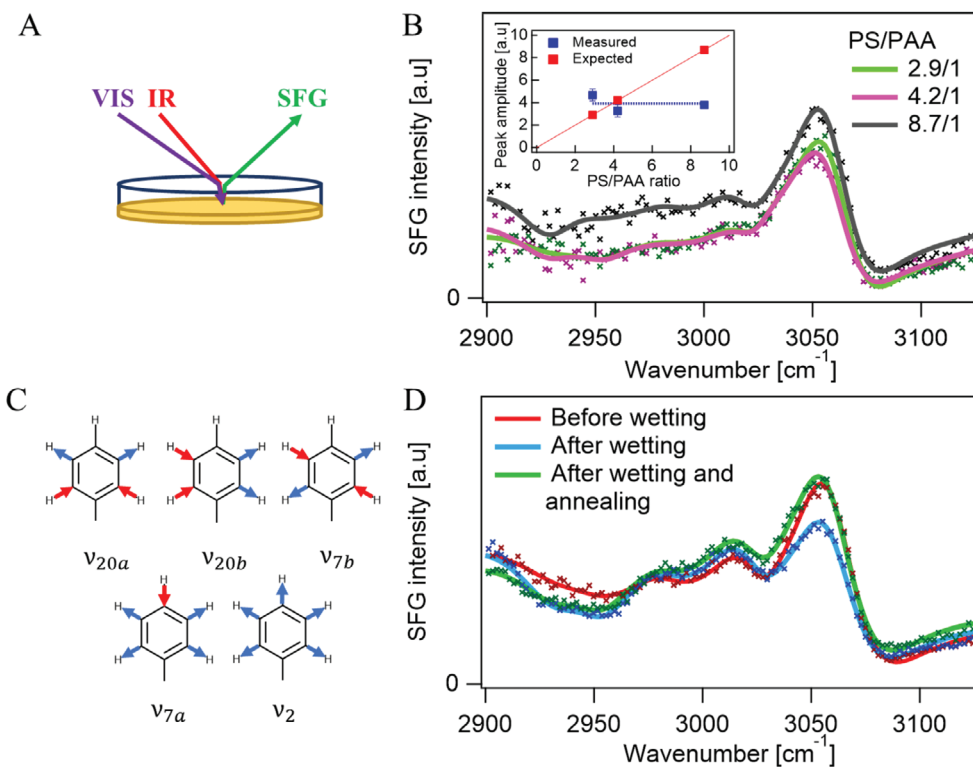 A
VIS IR SFG
B
SFG intensity [a.u]
0
2900 2950 3000 3050 3100
Wavenumber [cm⁻¹]
PS/PAA
2.9/1
4.2/1
8.7/1
Peak amplitude [a.u]
10
8
6
4
2
0
0 2 4 6 8 10
PS/PAA ratio
Measured
Expected
C
H H H
H H H H H H
H H H H H H
ν20a ν20b ν7b
H H
H H H H
H H H H
ν7a ν2
D
SFG intensity [a.u]
0
2900 2950 3000 3050 3100
Wavenumber [cm⁻¹]
Before wetting
After wetting
After wetting and
annealing